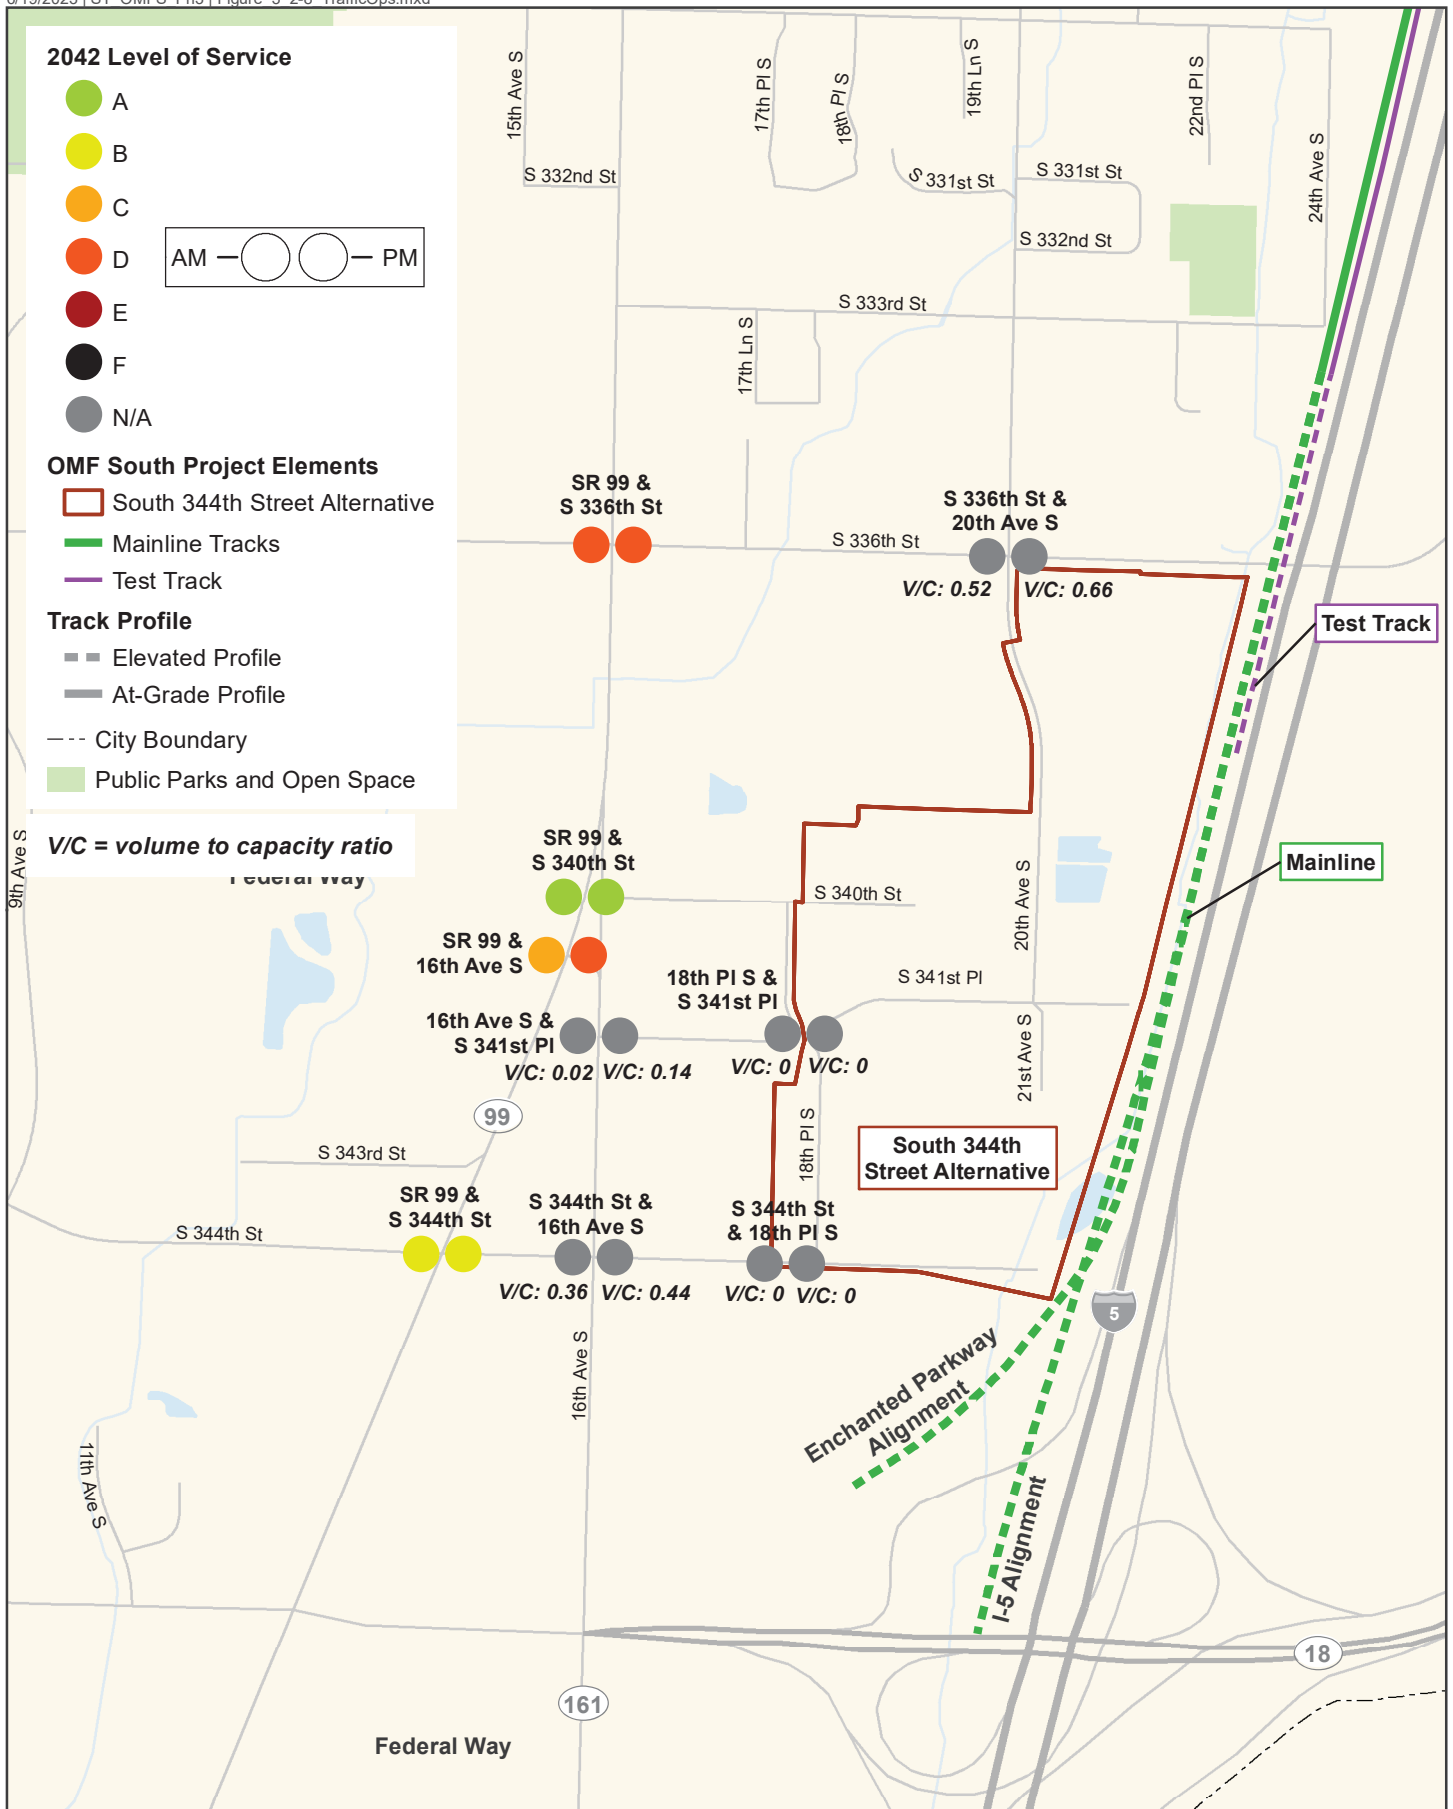 2042 Level of Service
A
B
C
D
E
F
N/A
AM
PM
OMF South Project Elements
South 344th Street Alternative
Mainline Tracks
Test Track
Track Profile
Elevated Profile
At-Grade Profile
City Boundary
Public Parks and Open Space
V/C = volume to capacity ratio
Federal Way
15th Ave S
17th Pl S
18th Pl S
19th Ln S
22nd Pl S
24th Ave S
S 332nd St
S 331st St
S 331st St
S 332nd St
S 333rd St
17th Ln S
SR 99 &
S 336th St
S 336th St
S 336th St &
20th Ave S
V/C: 0.52
V/C: 0.66
Test Track
Mainline
9th Ave S
SR 99 &
S 340th St
S 340th St
20th Ave S
SR 99 &
16th Ave S
18th Pl S &
S 341st Pl
S 341st Pl
16th Ave S &
S 341st Pl
V/C: 0.02
V/C: 0.14
V/C: 0
V/C: 0
21st Ave S
99
18th Pl S
S 343rd St
South 344th
Street Alternative
SR 99 &
S 344th St
S 344th St &
16th Ave S
S 344th St
& 18th Pl S
S 344th St
V/C: 0.36
V/C: 0.44
V/C: 0
V/C: 0
5
16th Ave S
Enchanted Parkway
Alignment
I-5 Alignment
11th Ave S
18
161
Federal Way